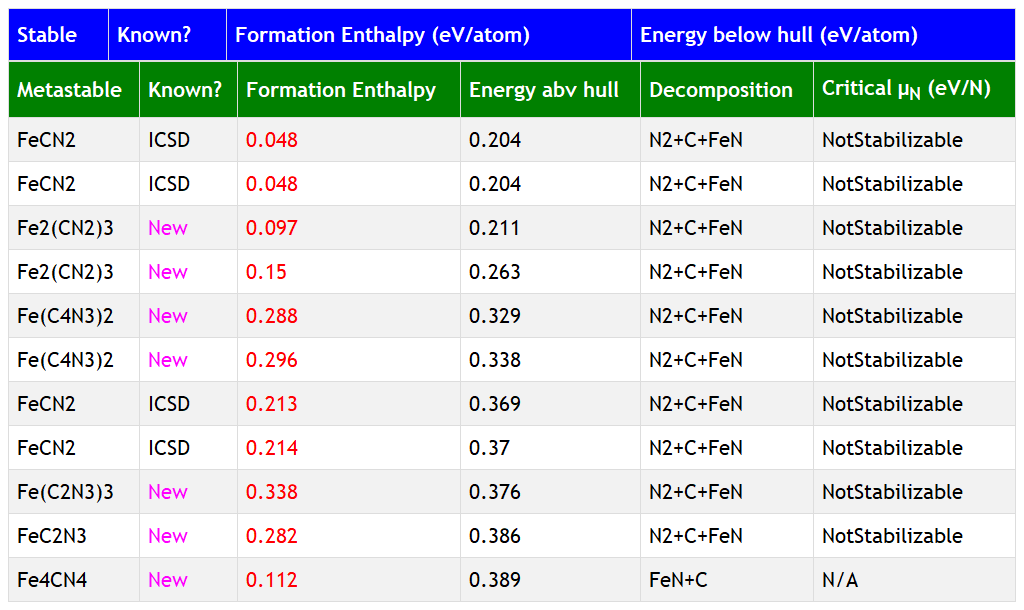 Stable Known? Formation Enthalpy (eV/atom) Energy below hull (eV/atom)
Metastable Known? Formation Enthalpy Energy abv hull Decomposition Critical μN (eV/N)
FeCN2 ICSD 0.048 0.204 N2+C+FeN NotStabilizable
FeCN2 ICSD 0.048 0.204 N2+C+FeN NotStabilizable
Fe2(CN2)3 New 0.097 0.211 N2+C+FeN NotStabilizable
Fe2(CN2)3 New 0.15 0.263 N2+C+FeN NotStabilizable
Fe(C4N3)2 New 0.288 0.329 N2+C+FeN NotStabilizable
Fe(C4N3)2 New 0.296 0.338 N2+C+FeN NotStabilizable
FeCN2 ICSD 0.213 0.369 N2+C+FeN NotStabilizable
FeCN2 ICSD 0.214 0.37 N2+C+FeN NotStabilizable
Fe(C2N3)3 New 0.338 0.376 N2+C+FeN NotStabilizable
FeC2N3 New 0.282 0.386 N2+C+FeN NotStabilizable
Fe4CN4 New 0.112 0.389 FeN+C N/A